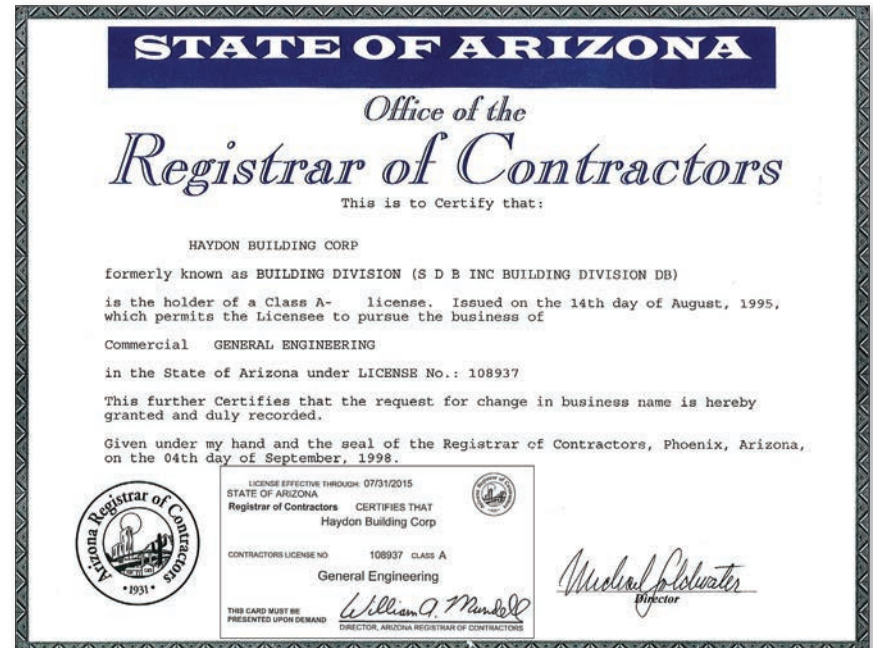 STATE OF ARIZONA
Office of the
Registrar of Contractors
This is to Certify that:
HAYDON BUILDING CORP
formerly known as BUILDING DIVISION (S D B INC BUILDING DIVISION DB)
is the holder of a Class A- license. Issued on the 14th day of August, 1995,
which permits the Licensee to pursue the business of
Commercial GENERAL ENGINEERING
in the State of Arizona under LICENSE No.: 108937
This further Certifies that the request for change in business name is hereby
granted and duly recorded.
Given under my hand and the seal of the Registrar of Contractors, Phoenix, Arizona,
on the 04th day of September, 1998.
Arizona Registrar of Contractors
•1931•
LICENSE EFFECTIVE THROUGH: 07/31/2015
STATE OF ARIZONA
Registrar of Contractors CERTIFIES THAT
Haydon Building Corp
CONTRACTORS LICENSE NO 108937 CLASS A
General Engineering
THIS CARD MUST BE
PRESENTED UPON DEMAND
William A. Mundell
DIRECTOR, ARIZONA REGISTRAR OF CONTRACTORS
Michael Goldwater
Director